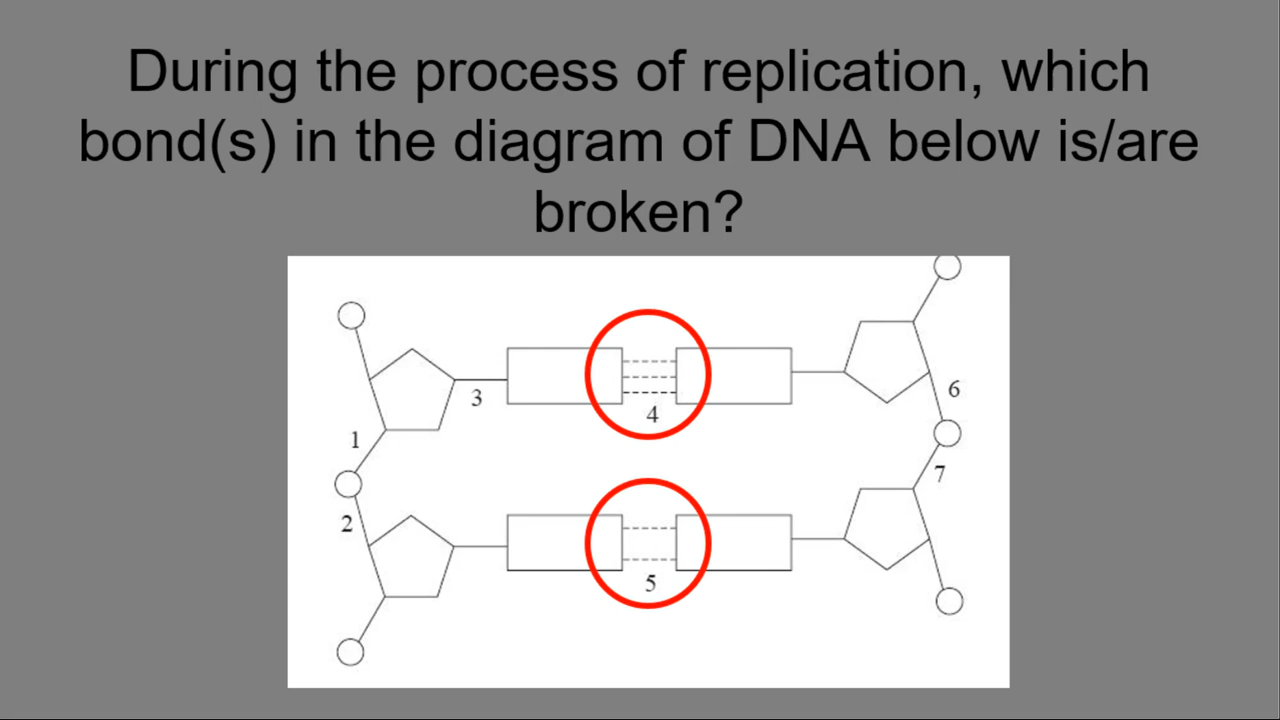 During the process of replication, which
bond(s) in the diagram of DNA below is/are
broken?
3
4
6
1
7
2
5